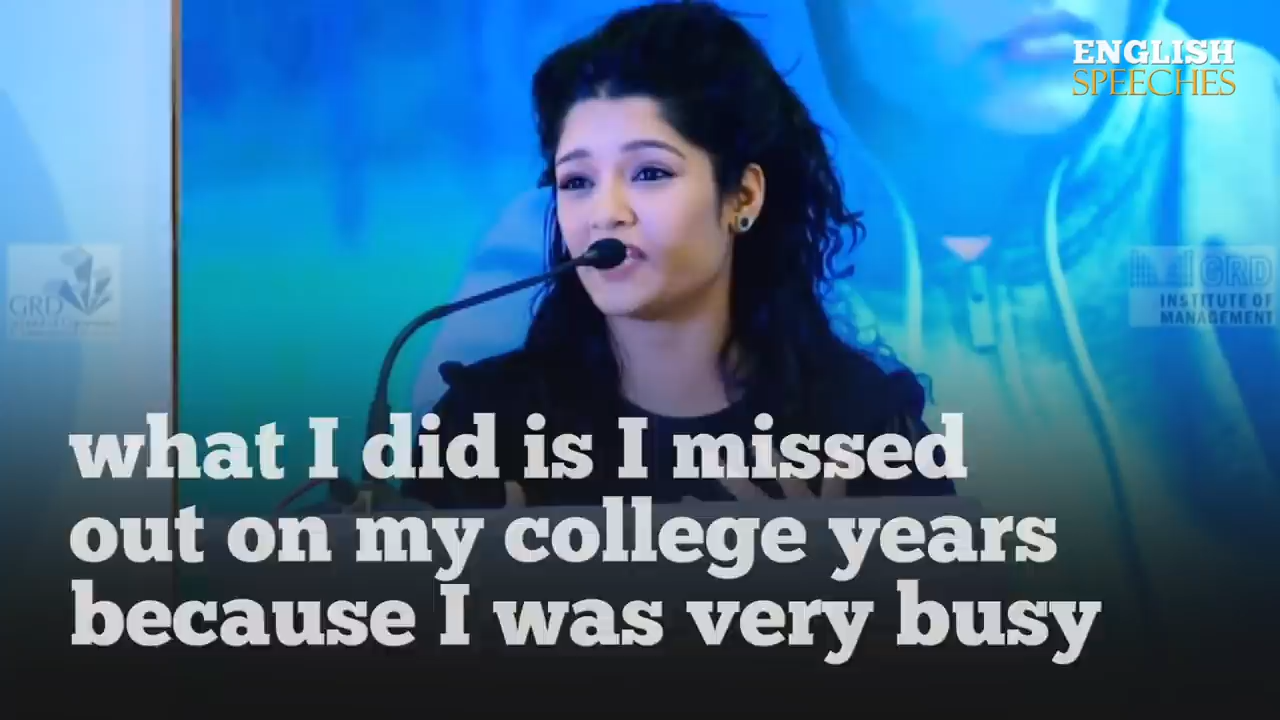 ENGLISH
SPEECHES
GRD
GRD
INSTITUTE OF
MANAGEMENT
what I did is I missed
out on my college years
because I was very busy